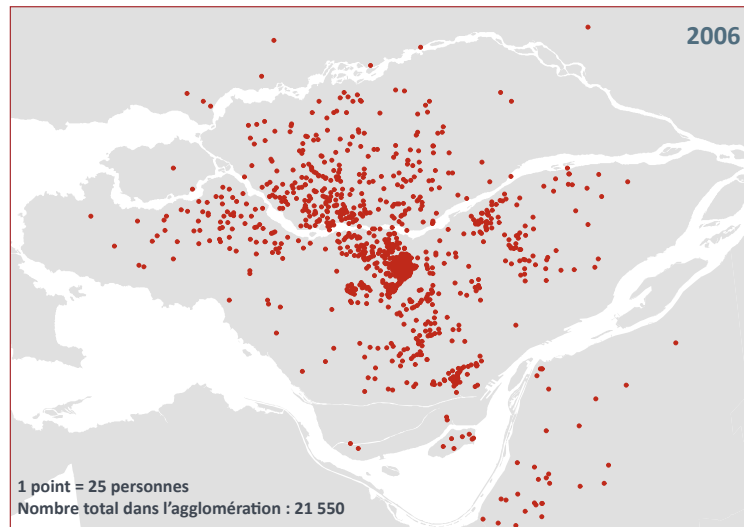 2006
1 point = 25 personnes
Nombre total dans l'agglomération : 21 550